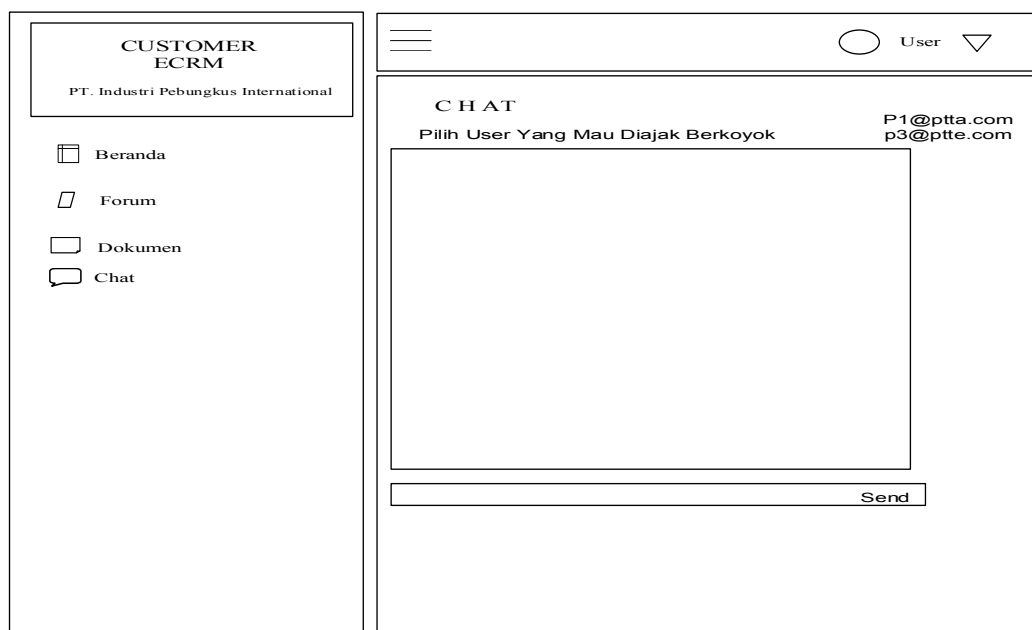 CUSTOMER
ECRM
PT. Industri Pebungkus International
Beranda
Forum
Dokumen
Chat
User
C H AT
Pilih User Yang Mau Diajak Berkoyok
P1@ptta.com
p3@ptte.com
Send